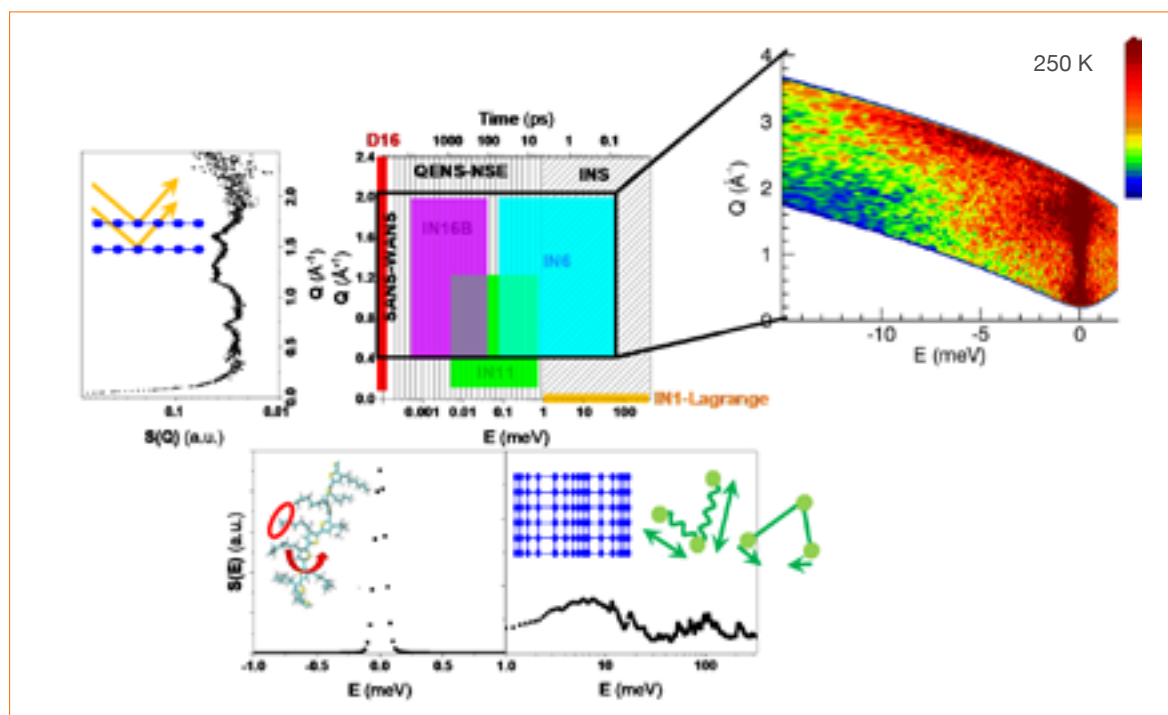 250 K
4
3
2
1
0
Q (Å⁻¹)
-10
-5
0
E (meV)
Time (ps)
D16
1000 100 10 1 0.1
2.4
2.0
1.6
1.2
0.8
0.4
0.0
Q (Å⁻¹)
QENS-NSE
INS
SANS-WANS
IN16B
IN6
IN11
IN1-Lagrange
0.001 0.01 0.1 1 10 100
E (meV)
2.0
1.5
1.0
0.5
0.0
Q (Å⁻¹)
0.1 0.01
S(Q) (a.u.)
S(E) (a.u.)
-1.0 -0.5 0.0 0.5 1.0
E (meV)
10 100
E (meV)